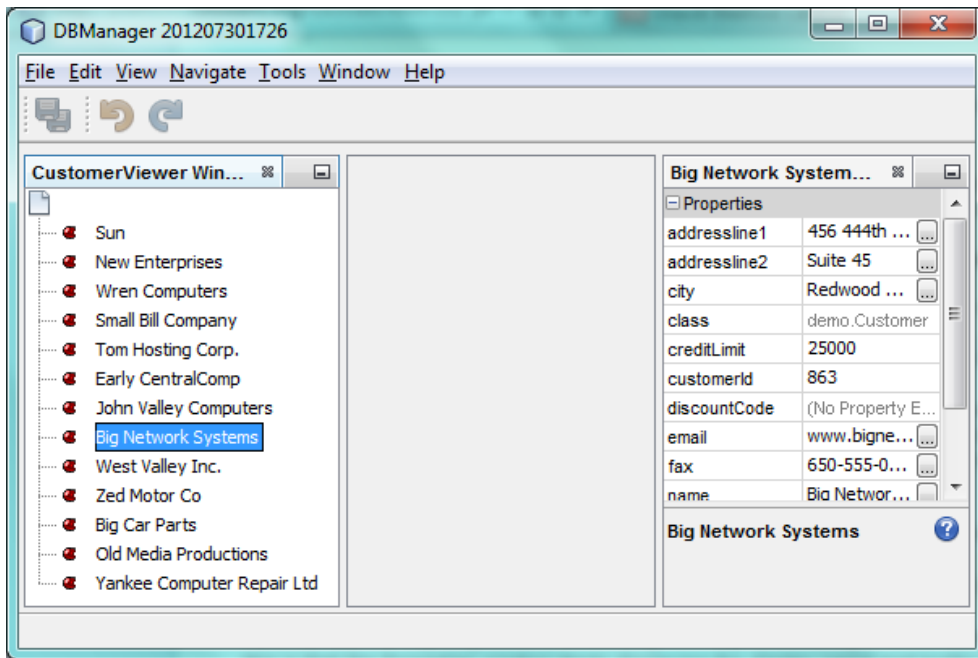 DBManager 201207301726
File Edit View Navigate Tools Window Help
CustomerViewer Win...
Sun
New Enterprises
Wren Computers
Small Bill Company
Tom Hosting Corp.
Early CentralComp
John Valley Computers
Big Network Systems
West Valley Inc.
Zed Motor Co
Big Car Parts
Old Media Productions
Yankee Computer Repair Ltd
Big Network System...
Properties
addressline1 456 444th ... ...
addressline2 Suite 45 ...
city Redwood ... ...
class demo.Customer
creditLimit 25000
customerId 863
discountCode (No Property E...
email www.bigne... ...
fax 650-555-0... ...
name Big Networ...
Big Network Systems ?